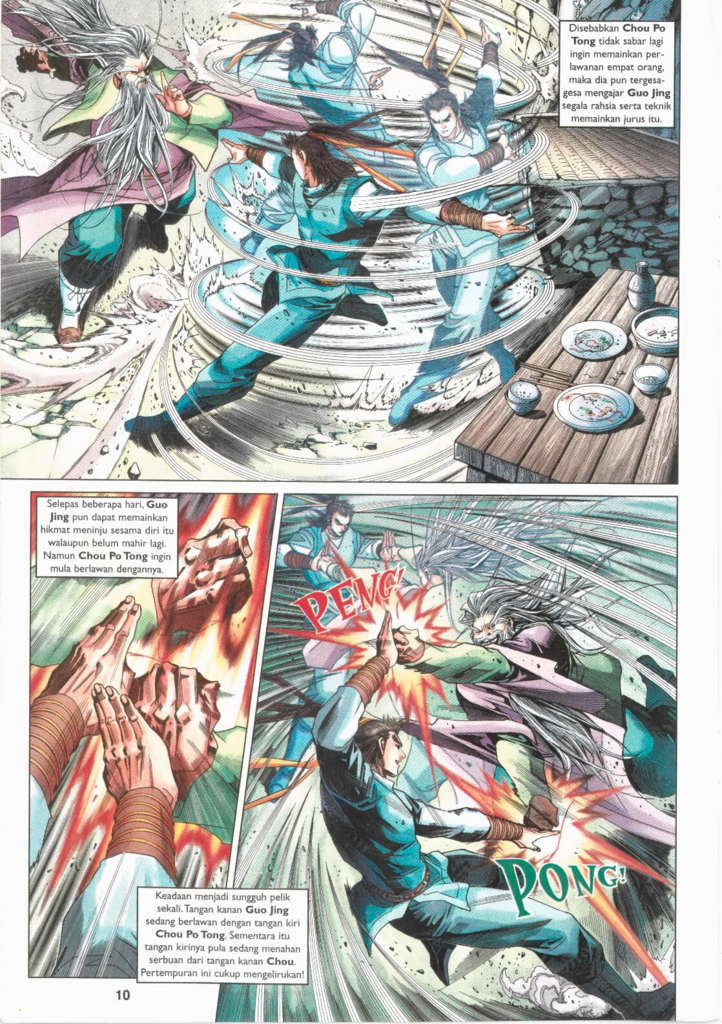 Disebabkan Chou Po
Tong tidak sabar lagi
ingin memainkan per-
lawanan empat orang,
maka dia pun tergesa-
gesa mengajar Guo Jing
segala rahsia serta teknik
memainkan jurus itu.
Selepas beberapa hari, Guo
Jing pun dapat memainkan
hikmat meninju sesama diri itu
walaupun belum mahir lagi.
Namun Chou Po Tong ingin
mula berlawan dengannya.
PENG!
PONG!
Keadaan menjadi sungguh pelik
sekali. Tangan kanan Guo Jing
sedang berlawan dengan tangan kiri
Chou Po Tong. Sementara itu
tangan kirinya pula sedang menahan
serbuan dari tangan kanan Chou.
Pertempuran ini cukup mengelirukan!
10